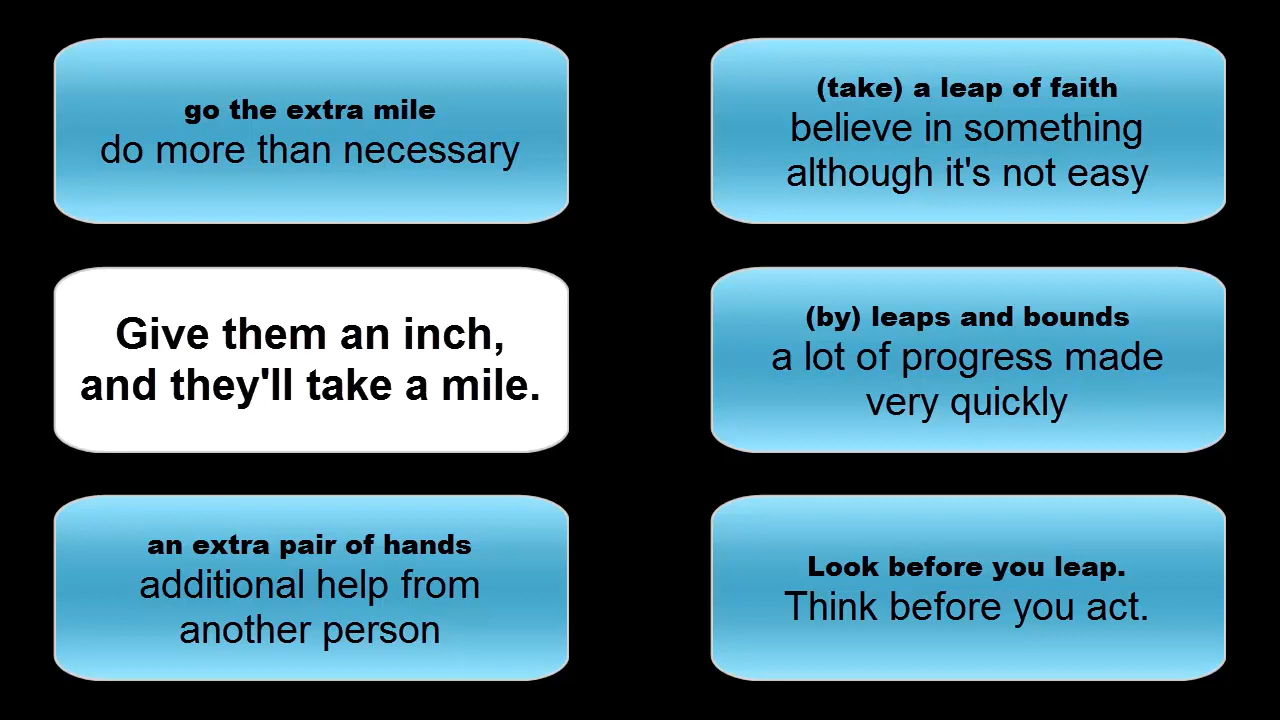 go the extra mile
do more than necessary
Give them an inch,
and they'll take a mile.
an extra pair of hands
additional help from
another person
(take) a leap of faith
believe in something
although it's not easy
(by) leaps and bounds
a lot of progress made
very quickly
Look before you leap.
Think before you act.